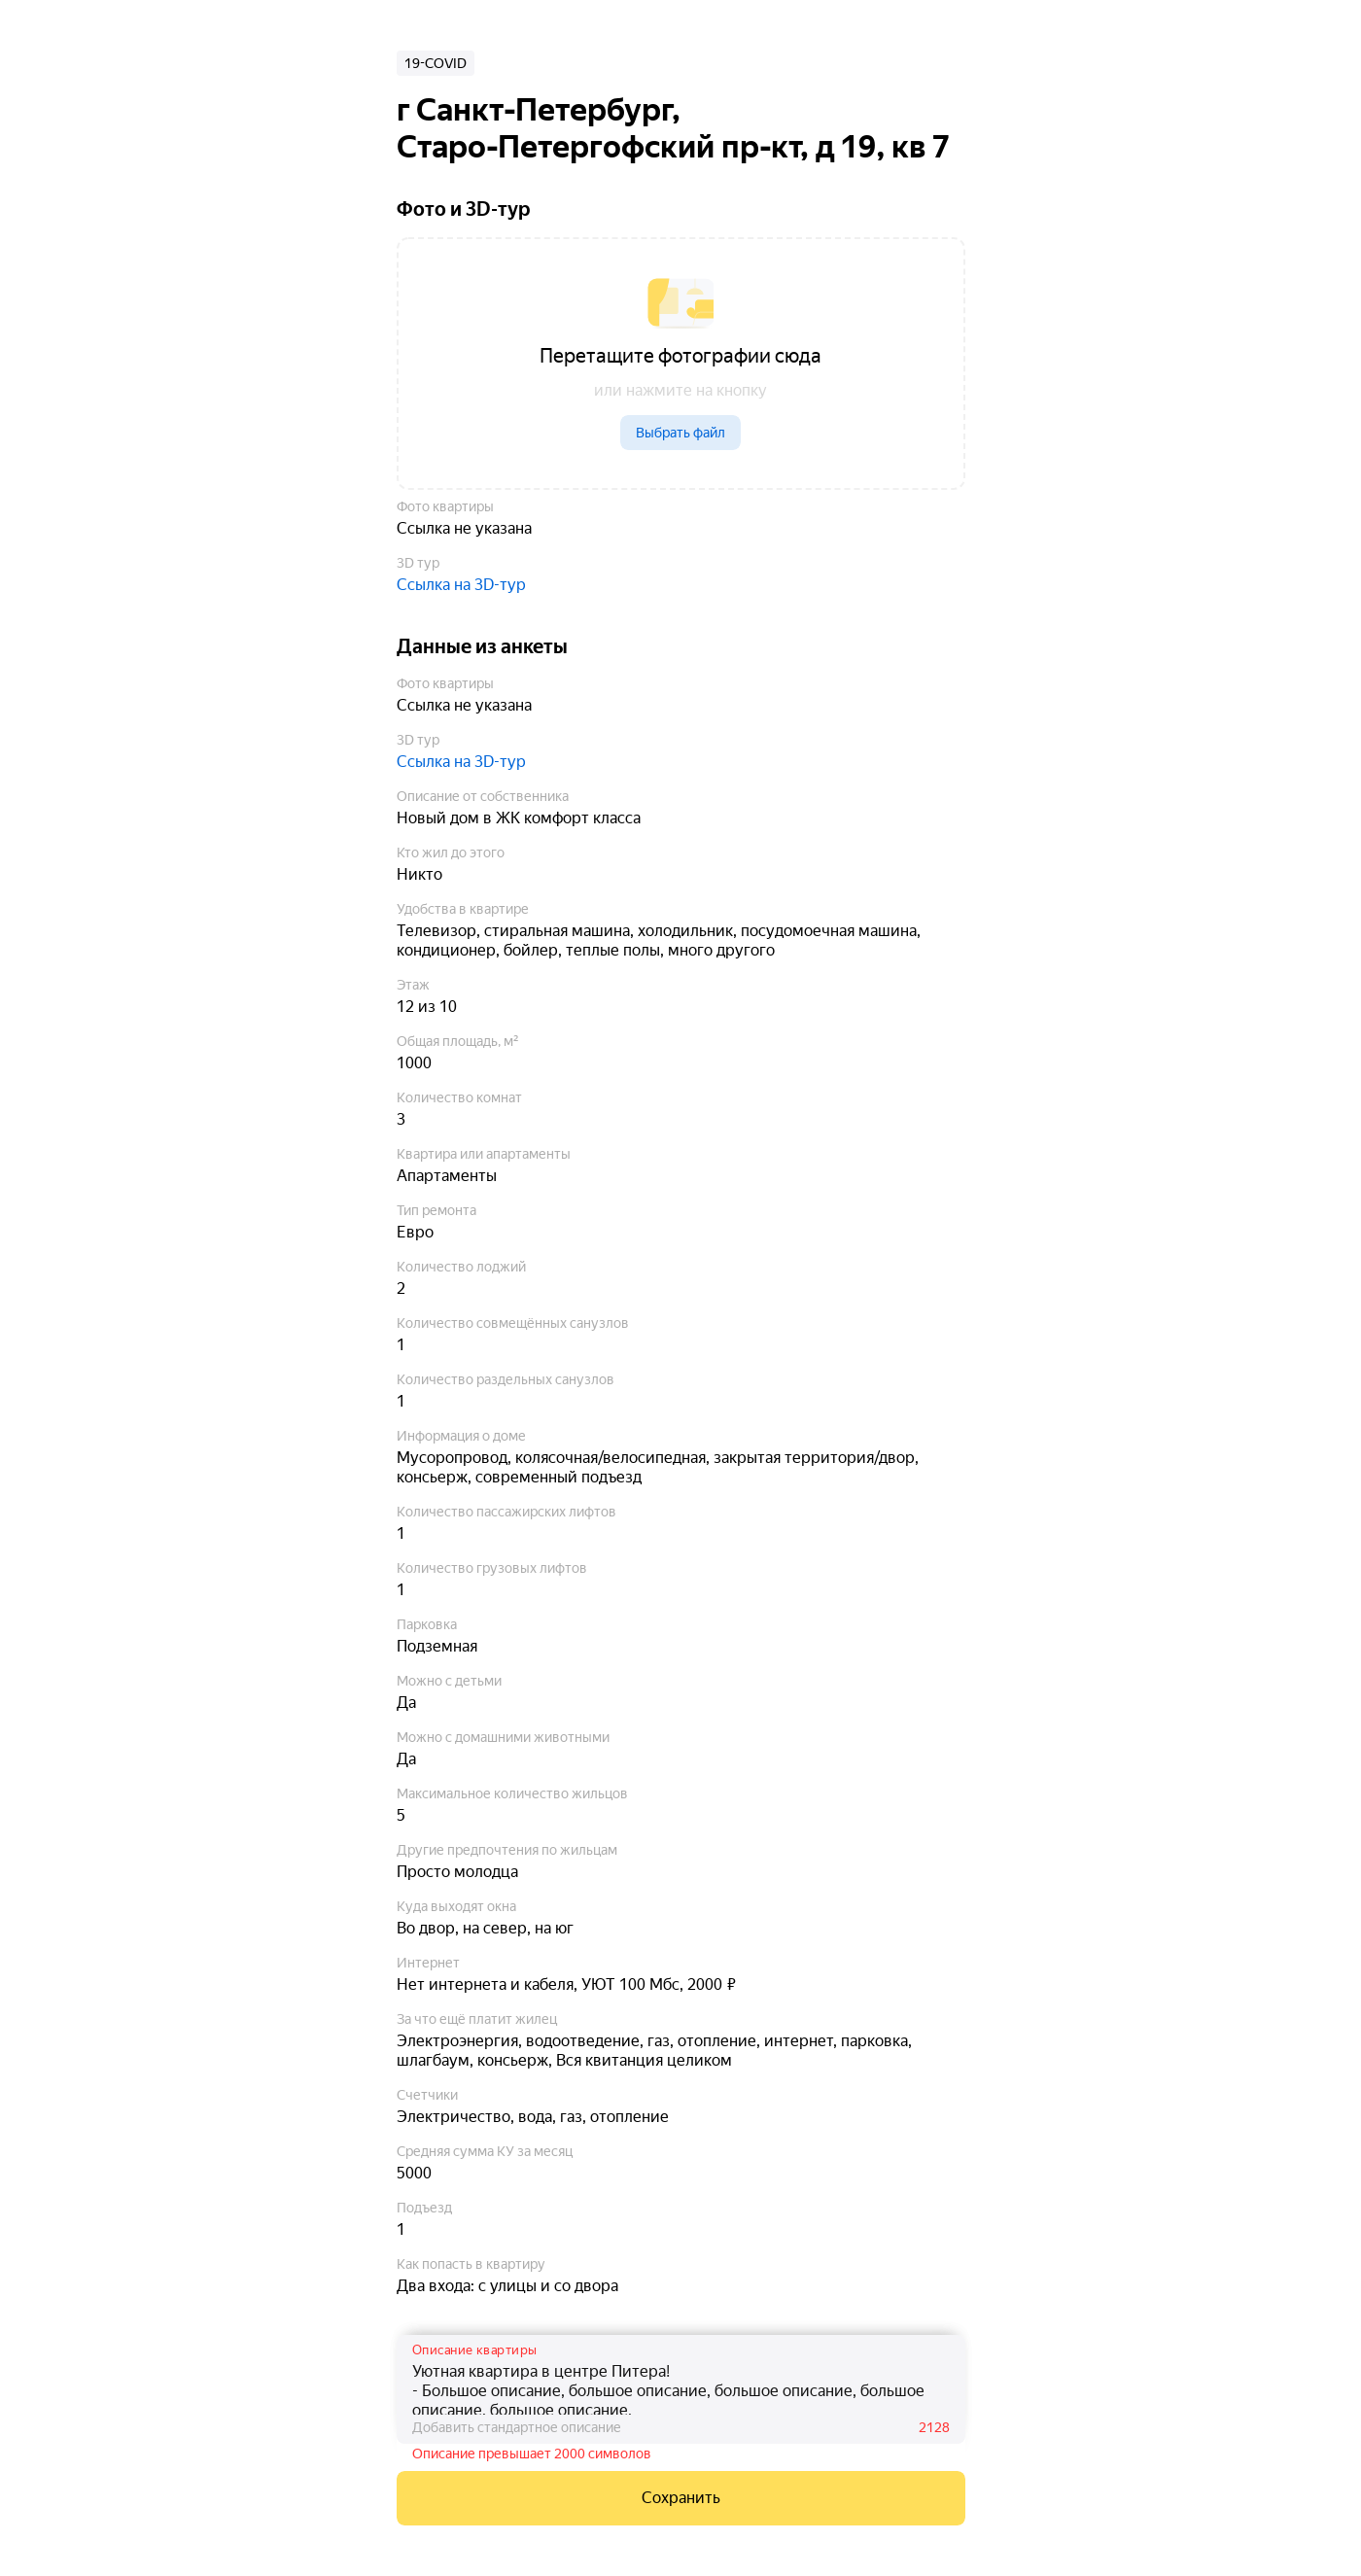 19-COVID
г Санкт-Петербург,
Старо-Петергофский пр-кт, д 19, кв 7
Фото и 3D-тур
Перетащите фотографии сюда
или нажмите на кнопку
Выбрать файл
Фото квартиры
Ссылка не указана
3D тур
Ссылка на 3D-тур
Данные из анкеты
Фото квартиры
Ссылка не указана
3D тур
Ссылка на 3D-тур
Описание от собственника
Новый дом в ЖК комфорт класса
Кто жил до этого
Никто
Удобства в квартире
Телевизор, стиральная машина, холодильник, посудомоечная машина,
кондиционер, бойлер, теплые полы, много другого
Этаж
12 из 10
Общая площадь, м²
1000
Количество комнат
3
Квартира или апартаменты
Апартаменты
Тип ремонта
Евро
Количество лоджий
2
Количество совмещённых санузлов
1
Количество раздельных санузлов
1
Информация о доме
Мусоропровод, колясочная/велосипедная, закрытая территория/двор,
консьерж, современный подъезд
Количество пассажирских лифтов
1
Количество грузовых лифтов
1
Парковка
Подземная
Можно с детьми
Да
Можно с домашними животными
Да
Максимальное количество жильцов
5
Другие предпочтения по жильцам
Просто молодца
Куда выходят окна
Во двор, на север, на юг
Интернет
Нет интернета и кабеля, УЮТ 100 Мбс, 2000 ₽
За что ещё платит жилец
Электроэнергия, водоотведение, газ, отопление, интернет, парковка,
шлагбаум, консьерж, Вся квитанция целиком
Счетчики
Электричество, вода, газ, отопление
Средняя сумма КУ за месяц
5000
Подъезд
1
Как попасть в квартиру
Два входа: с улицы и со двора
Описание квартиры
Уютная квартира в центре Питера!
- Большое описание, большое описание, большое описание, большое
описание, большое описание,
Добавить стандартное описание 2128
Описание превышает 2000 символов
Сохранить